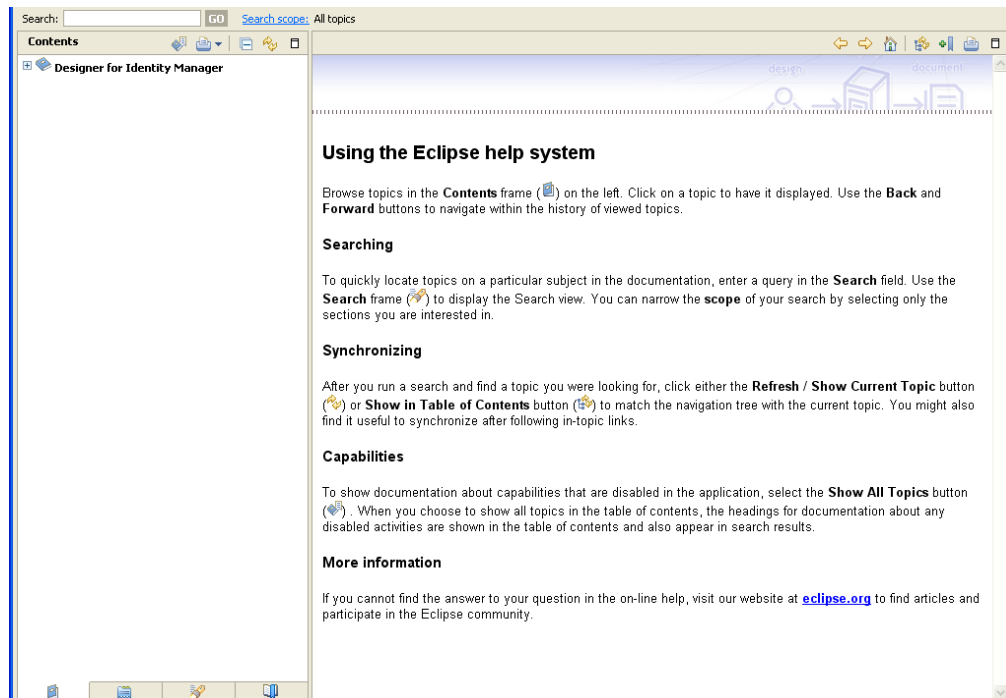 Search: GO Search scope: All topics
Contents
Designer for Identity Manager
design document
Using the Eclipse help system
Browse topics in the Contents frame ( ) on the left. Click on a topic to have it displayed. Use the Back and
Forward buttons to navigate within the history of viewed topics.
Searching
To quickly locate topics on a particular subject in the documentation, enter a query in the Search field. Use the
Search frame ( ) to display the Search view. You can narrow the scope of your search by selecting only the
sections you are interested in.
Synchronizing
After you run a search and find a topic you were looking for, click either the Refresh / Show Current Topic button
( ) or Show in Table of Contents button ( ) to match the navigation tree with the current topic. You might also
find it useful to synchronize after following in-topic links.
Capabilities
To show documentation about capabilities that are disabled in the application, select the Show All Topics button
( ) . When you choose to show all topics in the table of contents, the headings for documentation about any
disabled activities are shown in the table of contents and also appear in search results.
More information
If you cannot find the answer to your question in the on-line help, visit our website at eclipse.org to find articles and
participate in the Eclipse community.